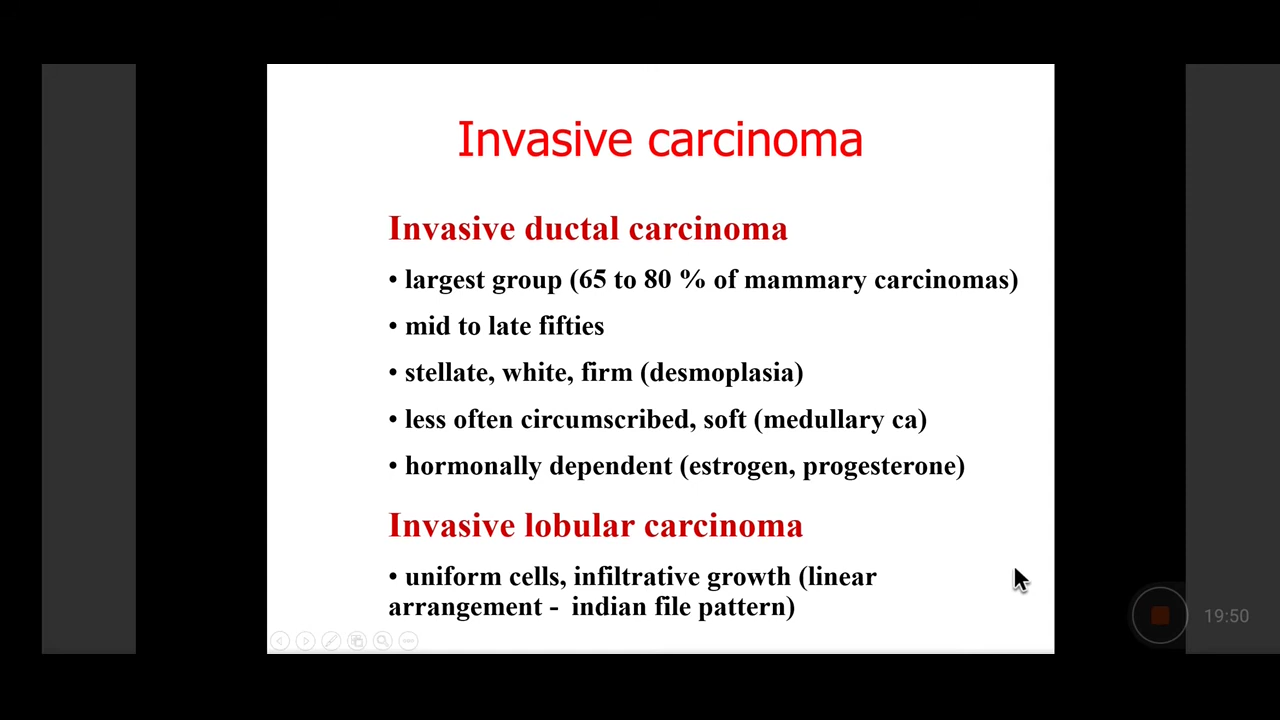 Invasive carcinoma
Invasive ductal carcinoma
• largest group (65 to 80 % of mammary carcinomas)
• mid to late fifties
• stellate, white, firm (desmoplasia)
• less often circumscribed, soft (medullary ca)
• hormonally dependent (estrogen, progesterone)
Invasive lobular carcinoma
• uniform cells, infiltrative growth (linear
arrangement - indian file pattern)
19:50